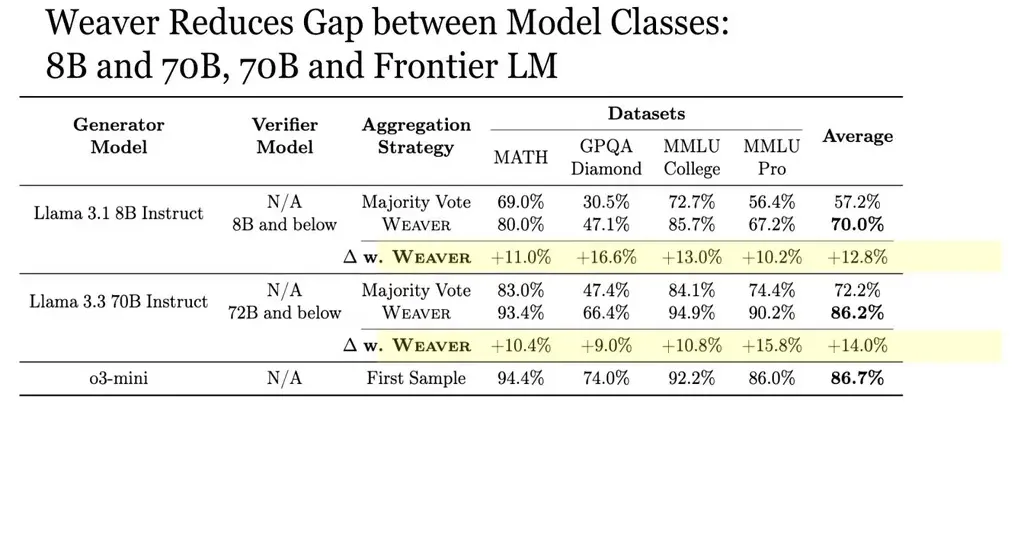 Weaver Reduces Gap between Model Classes:
8B and 70B, 70B and Frontier LM
Generator Model Verifier Model Aggregation Strategy Datasets Average
MATH GPQA Diamond MMLU College MMLU Pro
Llama 3.1 8B Instruct N/A Majority Vote 69.0% 30.5% 72.7% 56.4% 57.2%
8B and below WEAVER 80.0% 47.1% 85.7% 67.2% 70.0%
Δ w. WEAVER +11.0% +16.6% +13.0% +10.2% +12.8%
Llama 3.3 70B Instruct N/A Majority Vote 83.0% 47.4% 84.1% 74.4% 72.2%
72B and below WEAVER 93.4% 66.4% 94.9% 90.2% 86.2%
Δ w. WEAVER +10.4% +9.0% +10.8% +15.8% +14.0%
o3-mini N/A First Sample 94.4% 74.0% 92.2% 86.0% 86.7%